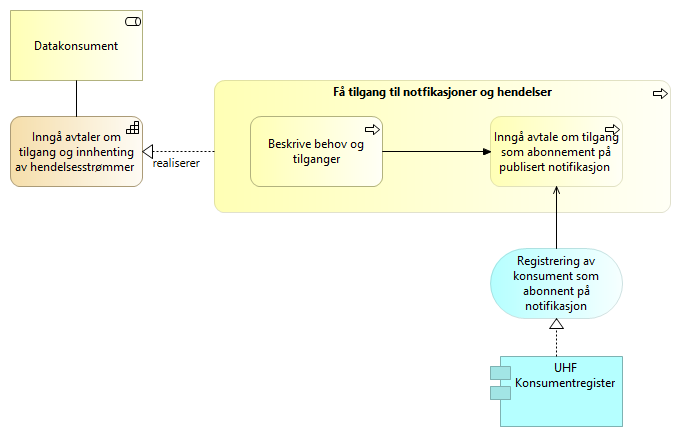 Datakonsument
Få tilgang til notfikasjoner og hendelser
Inngå avtaler om
tilgang og innhenting
av hendelsesstrømmer
realiserer
Beskrive behov og
tilganger
Inngå avtale om tilgang
som abonnement på
publisert notifikasjon
Registrering av
konsument som
abonnent på
notifikasjon
UHF
Konsumentregister